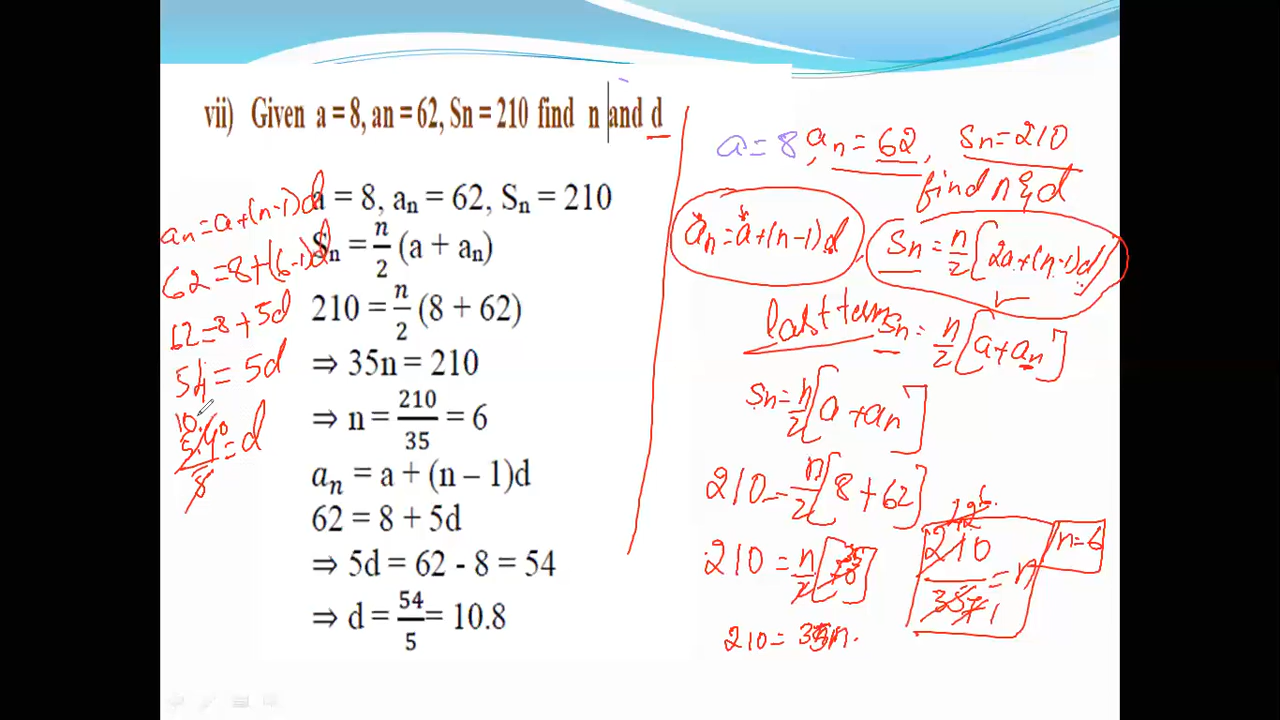 vii) Given a = 8, an = 62, Sn = 210 find n and d
a = 8, aₙ = 62, Sₙ = 210
Sₙ = n/2 (a + aₙ)
210 = n/2 (8 + 62)
⇒ 35n = 210
⇒ n = 210/35 = 6
aₙ = a + (n – 1)d
62 = 8 + 5d
⇒ 5d = 62 - 8 = 54
⇒ d = 54/5 = 10.8
aₙ = a+(n-1)d
62 = 8+(6-1)d
62=8+5d
54 = 5d
= d
a = 8, aₙ = 62, Sₙ = 210
find n & d
aₙ = a+(n-1)d, Sₙ = n/2[2a+(n-1)d]
last term Sₙ = n/2[a+aₙ]
Sₙ = n/2[a+aₙ]
210 = n/2[8+62]
210 = n/2
210 = 35n.
210
= n
n=6